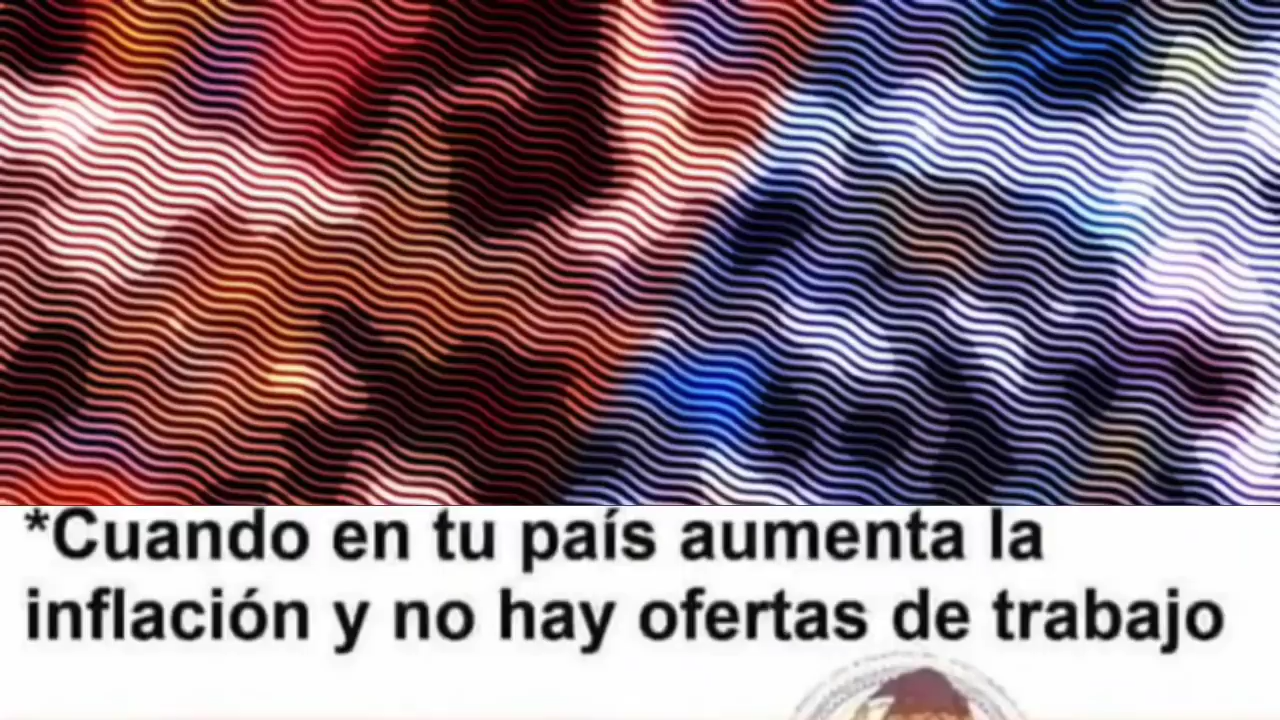 *Cuando en tu país aumenta la
inflación y no hay ofertas de trabajo